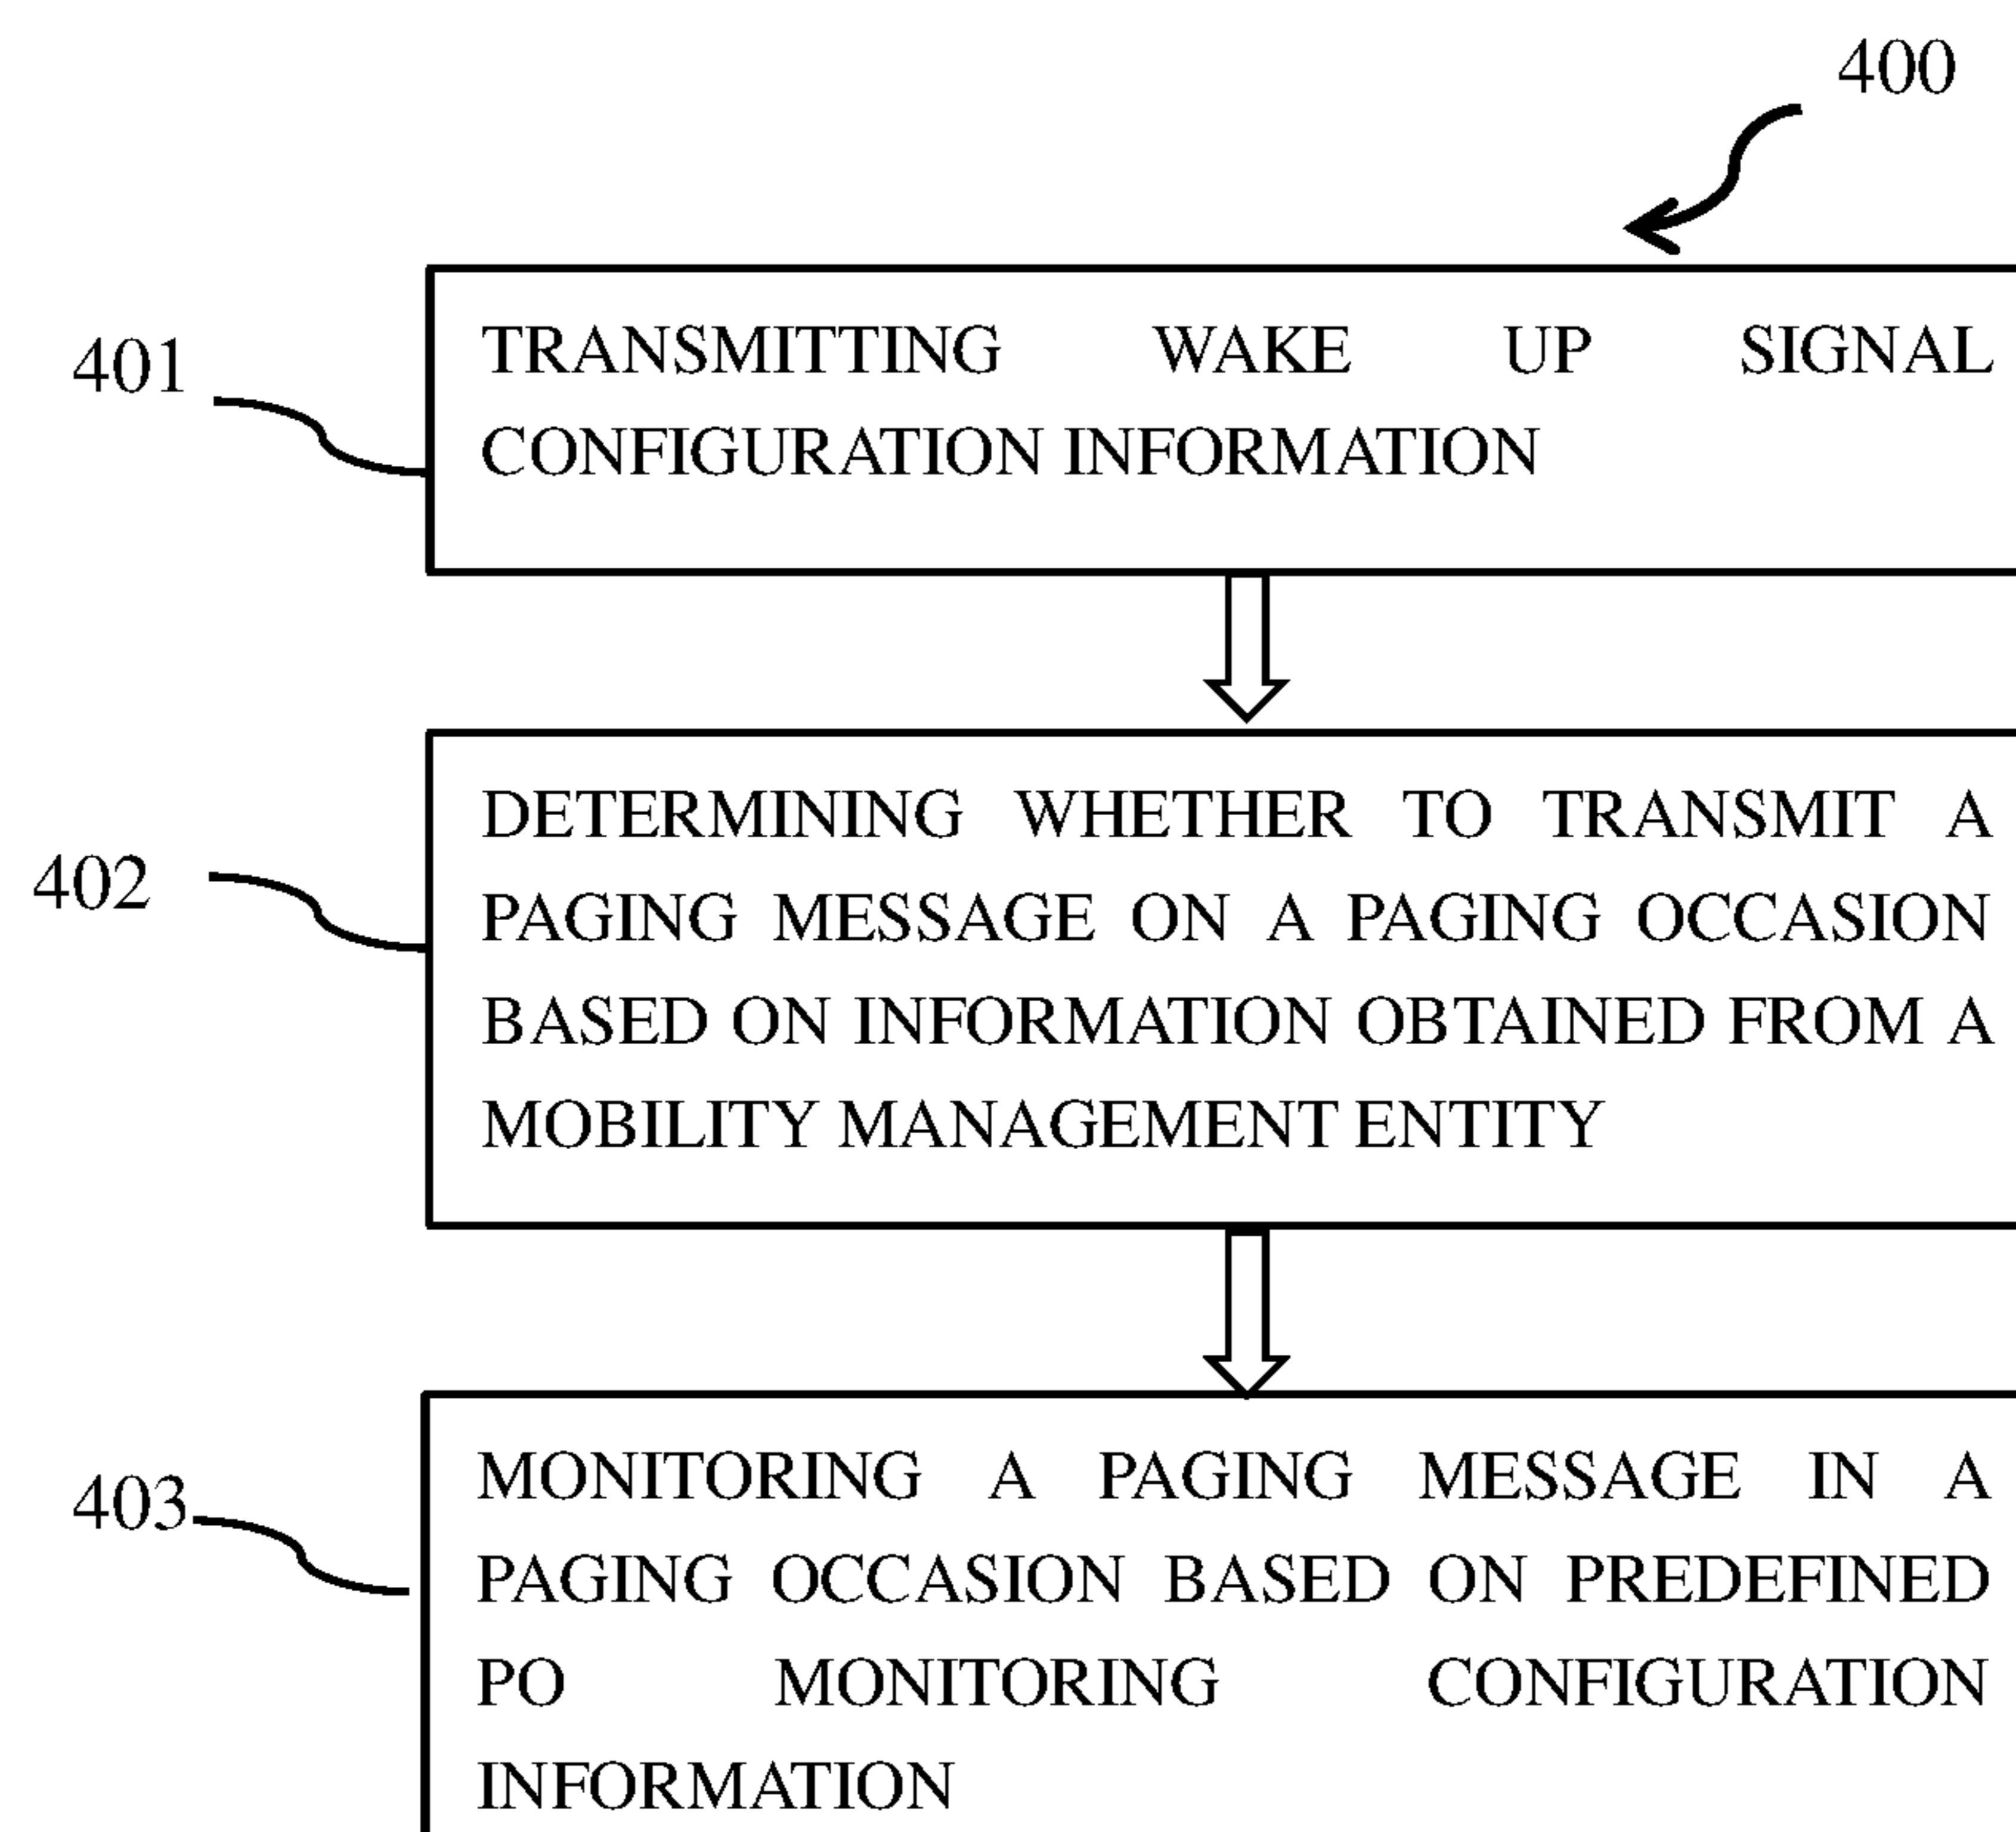 400
401
TRANSMITTING WAKE UP SIGNAL
CONFIGURATION INFORMATION
402
DETERMINING WHETHER TO TRANSMIT A
PAGING MESSAGE ON A PAGING OCCASION
BASED ON INFORMATION OBTAINED FROM A
MOBILITY MANAGEMENT ENTITY
403
MONITORING A PAGING MESSAGE IN A
PAGING OCCASION BASED ON PREDEFINED
PO MONITORING CONFIGURATION
INFORMATION